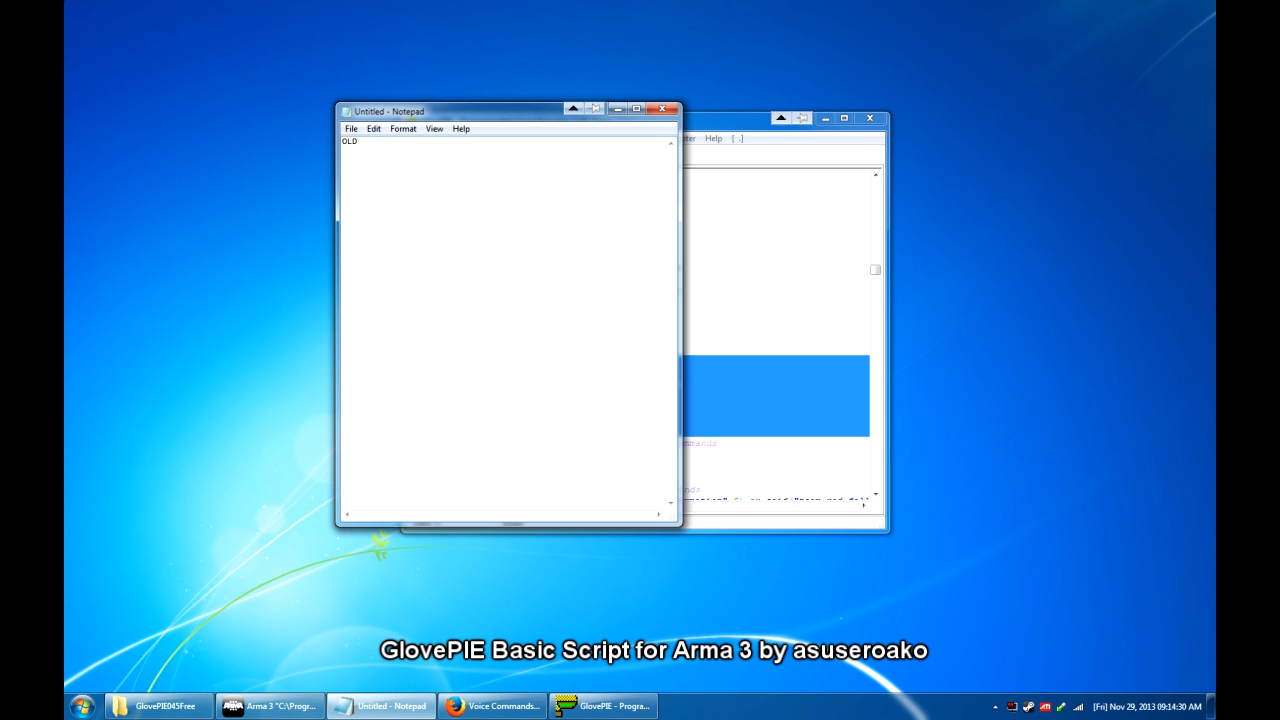 Untitled - Notepad
File Edit Format View Help
Help [ .]
OLD
GlovePIE Basic Script for Arma 3 by asuseroako
GlovePIE045Free
Arma 3 "C:\Progr...
Untitled - Notepad
Voice Commands...
GlovePIE - Progra...
[Fri] Nov 29, 2013 09:14:30 AM